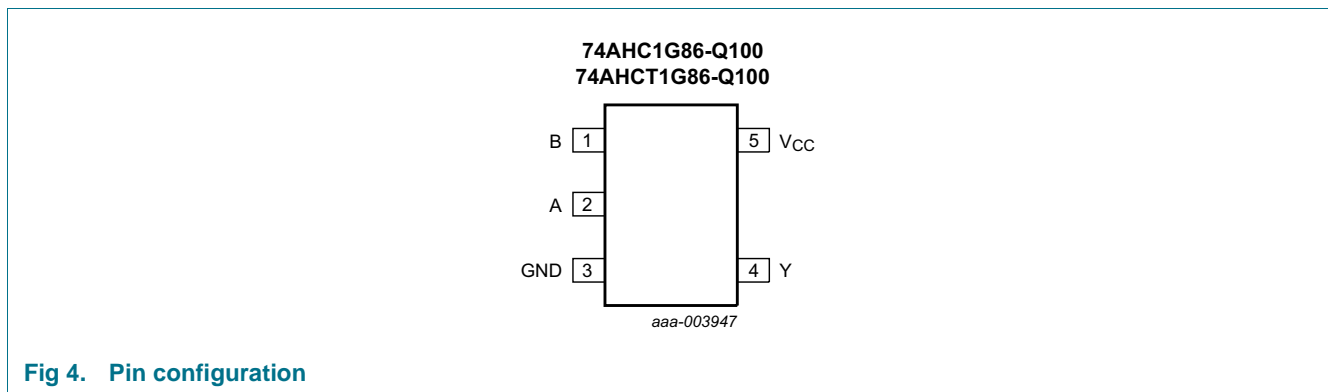 74AHC1G86-Q100
74AHCT1G86-Q100
B 1
5 VCC
A 2
GND 3
4 Y
aaa-003947
Fig 4. Pin configuration